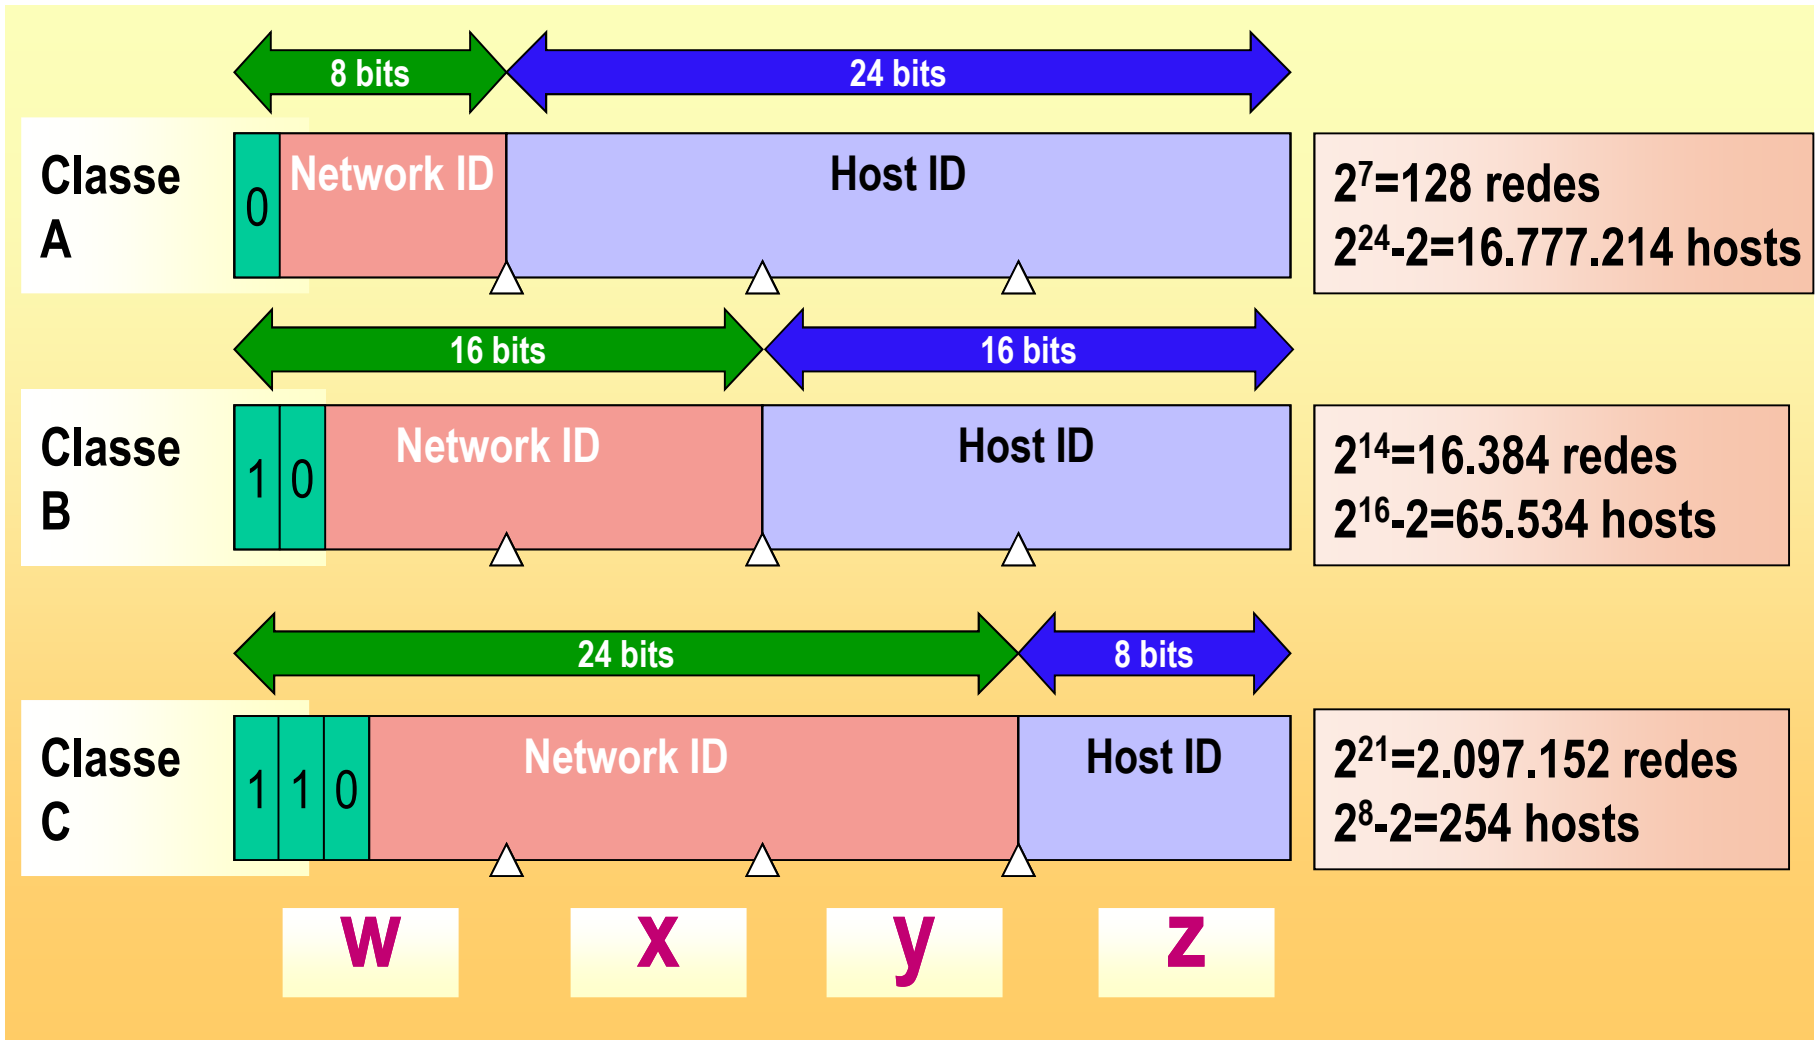 8 bits 24 bits
Classe
A
0 Network ID Host ID
2⁷=128 redes
2²⁴-2=16.777.214 hosts
16 bits 16 bits
Classe
B
1 0 Network ID Host ID
2¹⁴=16.384 redes
2¹⁶-2=65.534 hosts
24 bits 8 bits
Classe
C
1 1 0 Network ID Host ID
2²¹=2.097.152 redes
2⁸-2=254 hosts
w x y z